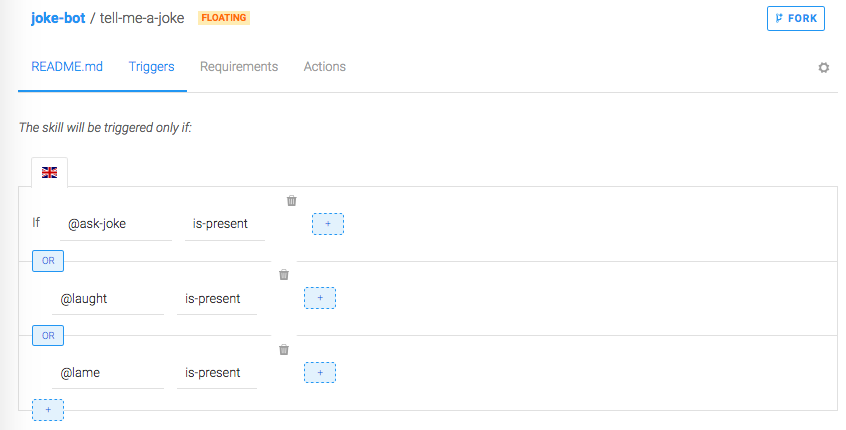 joke-bot / tell-me-a-joke FLOATING FORK
README.md Triggers Requirements Actions
The skill will be triggered only if:
If @ask-joke is-present +
OR
@laught is-present +
OR
@lame is-present +
+